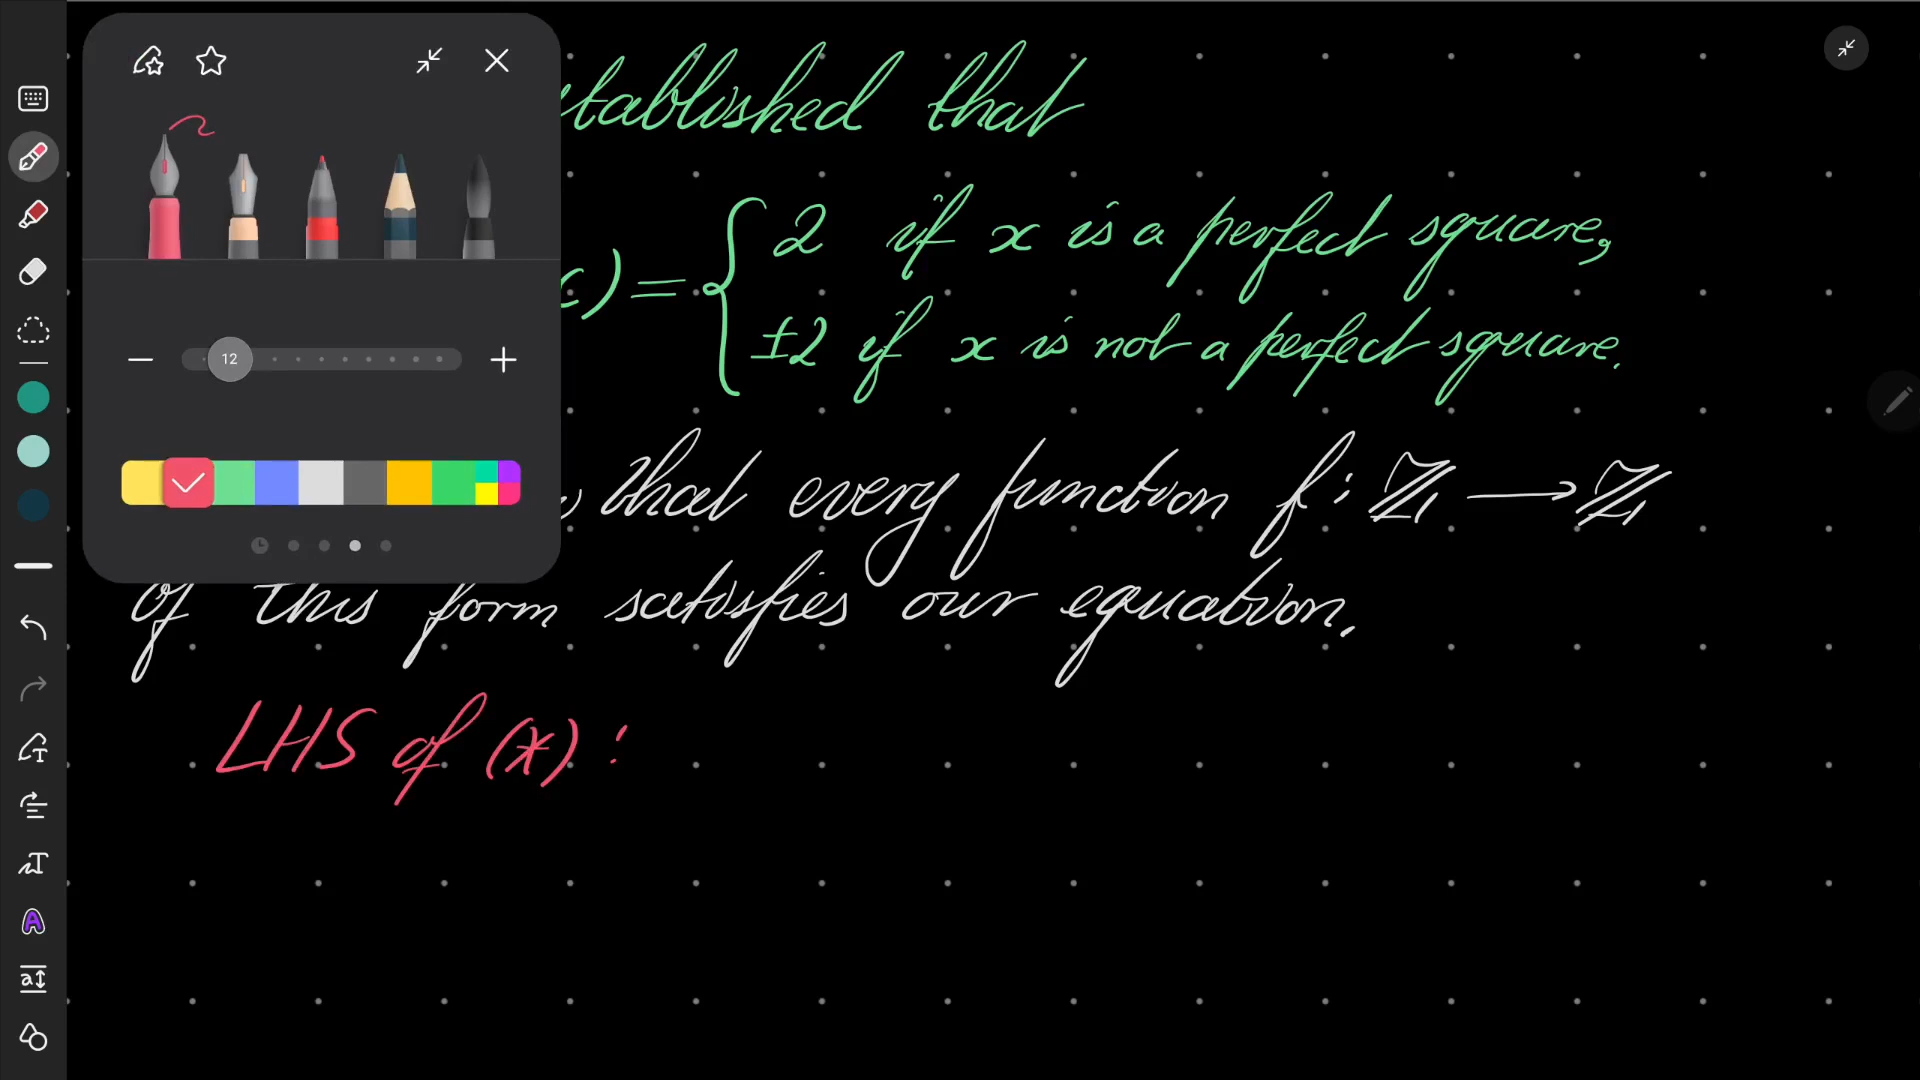 that
) = { 2 if x is a perfect square,
±2 if x is not a perfect square.
12
that every function f : ℤ → ℤ
of this form satisfies our equation.
LHS of (*) :